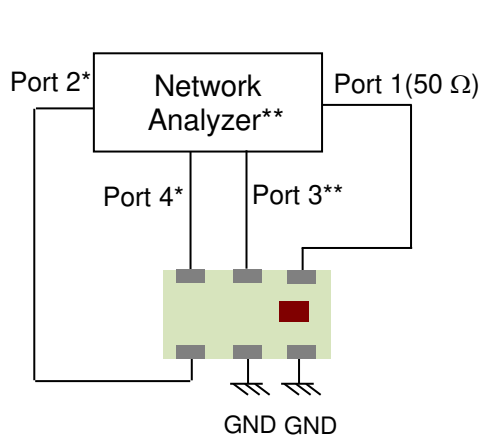 Port 2*
Network
Analyzer**
Port 1(50 Ω)
Port 4*
Port 3**
GND GND